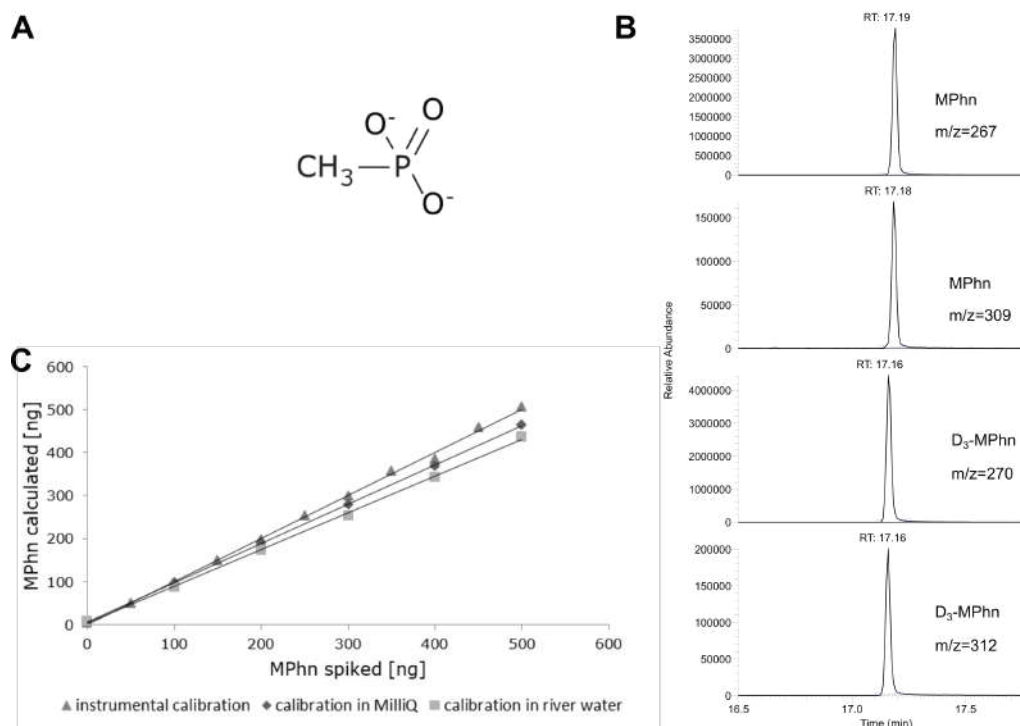 A
O⁻
O
CH₃
P
O⁻
B
Relative Abundance
RT: 17.19
3500000
3000000
2500000
2000000
1500000
1000000
500000
0
MPhn
m/z=267
RT: 17.18
150000
100000
50000
0
MPhn
m/z=309
RT: 17.16
4000000
3000000
2000000
1000000
0
D₃-MPhn
m/z=270
RT: 17.16
200000
150000
100000
50000
0
D₃-MPhn
m/z=312
16.5 17.0 17.5
Time (min)
C
MPhn calculated [ng]
600
500
400
300
200
100
0
0 100 200 300 400 500 600
MPhn spiked [ng]
instrumental calibration calibration in MilliQ calibration in river water